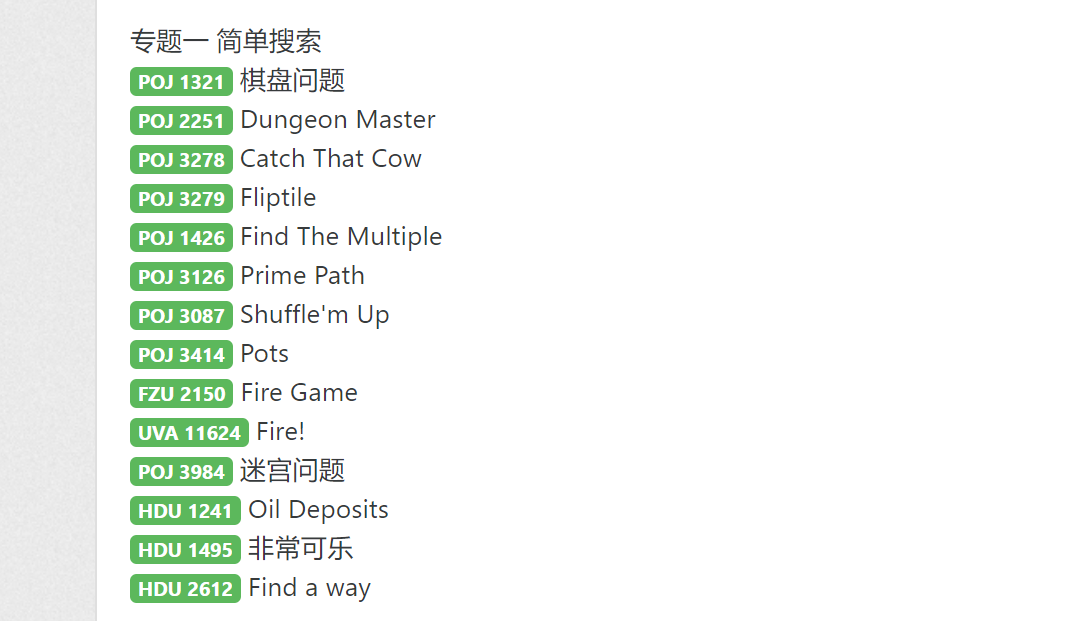 专题一 简单搜索
POJ 1321 棋盘问题
POJ 2251 Dungeon Master
POJ 3278 Catch That Cow
POJ 3279 Fliptile
POJ 1426 Find The Multiple
POJ 3126 Prime Path
POJ 3087 Shuffle'm Up
POJ 3414 Pots
FZU 2150 Fire Game
UVA 11624 Fire!
POJ 3984 迷宫问题
HDU 1241 Oil Deposits
HDU 1495 非常可乐
HDU 2612 Find a way